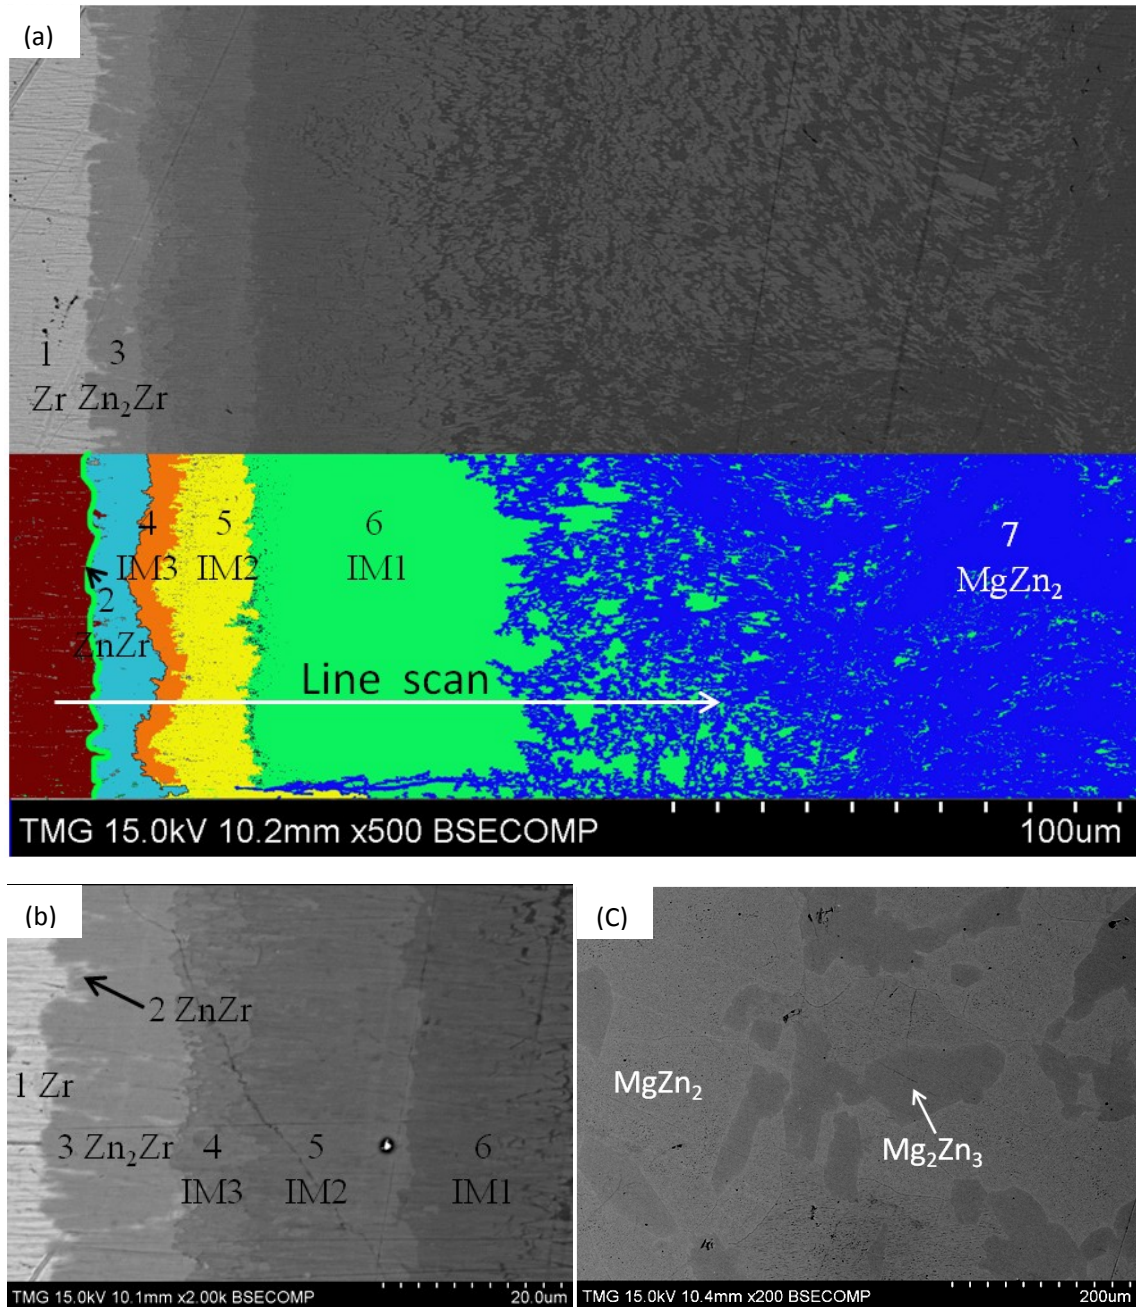 (a)
1
Zr
3
Zn₂Zr
4
IM3
5
IM2
6
IM1
7
MgZn₂
2
ZnZr
Line scan
TMG 15.0kV 10.2mm x500 BSECOMP
100um
(b)
2 ZnZr
1 Zr
3 Zn₂Zr
4
IM3
5
IM2
6
IM1
TMG 15.0kV 10.1mm x2.00k BSECOMP
20.0um
(C)
MgZn₂
Mg₂Zn₃
TMG 15.0kV 10.4mm x200 BSECOMP
200um